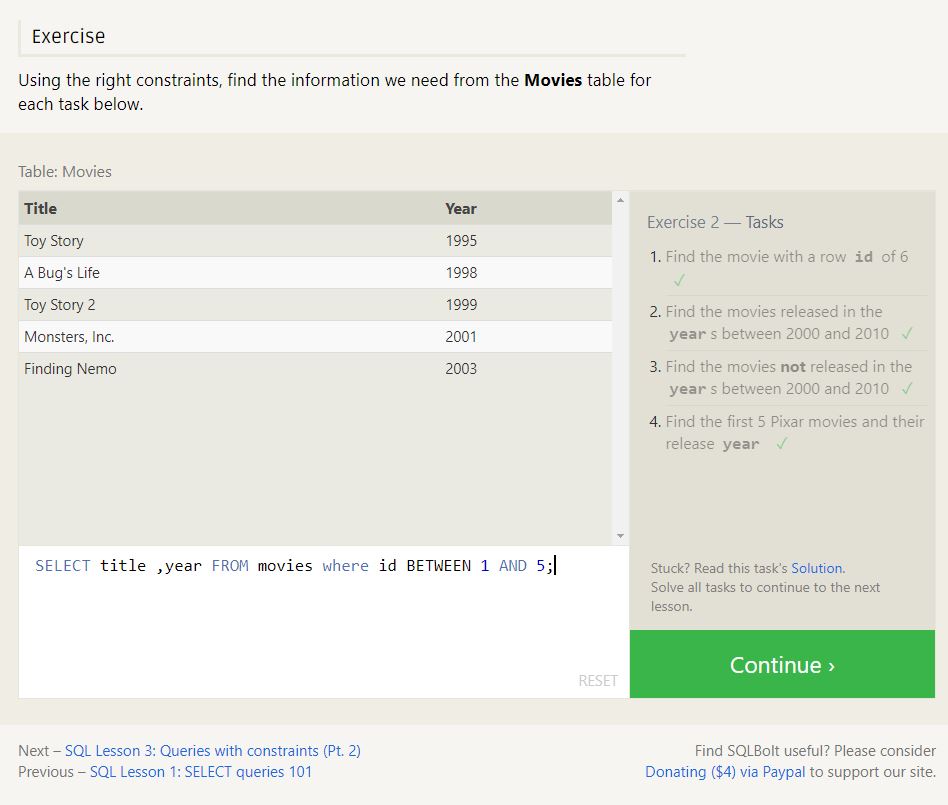 Exercise
Using the right constraints, find the information we need from the Movies table for
each task below.
Table: Movies
Title Year
Toy Story 1995
A Bug's Life 1998
Toy Story 2 1999
Monsters, Inc. 2001
Finding Nemo 2003
SELECT title ,year FROM movies where id BETWEEN 1 AND 5;
RESET
Exercise 2 — Tasks
1. Find the movie with a row id of 6
✓
2. Find the movies released in the
year s between 2000 and 2010 ✓
3. Find the movies not released in the
year s between 2000 and 2010 ✓
4. Find the first 5 Pixar movies and their
release year ✓
Stuck? Read this task's Solution.
Solve all tasks to continue to the next
lesson.
Continue ›
Next – SQL Lesson 3: Queries with constraints (Pt. 2)
Previous – SQL Lesson 1: SELECT queries 101
Find SQLBolt useful? Please consider
Donating ($4) via Paypal to support our site.